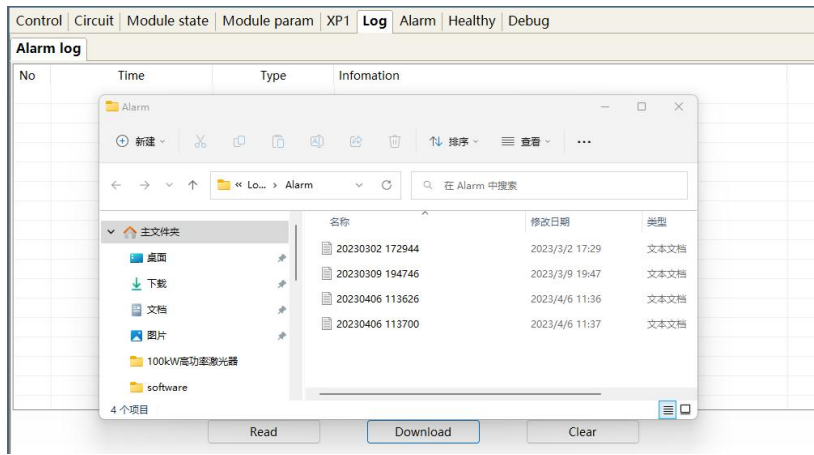 Control Circuit Module state Module param XP1 Log Alarm Healthy Debug
Alarm log
No Time Type Infomation
Alarm
新建 排序 查看 ...
« Lo... › Alarm 在 Alarm 中搜索
主文件夹
桌面
下载
文档
图片
100kW高功率激光器
software
名称 修改日期 类型
20230302 172944 2023/3/2 17:29 文本文档
20230309 194746 2023/3/9 19:47 文本文档
20230406 113626 2023/4/6 11:36 文本文档
20230406 113700 2023/4/6 11:37 文本文档
4 个项目
Read Download Clear